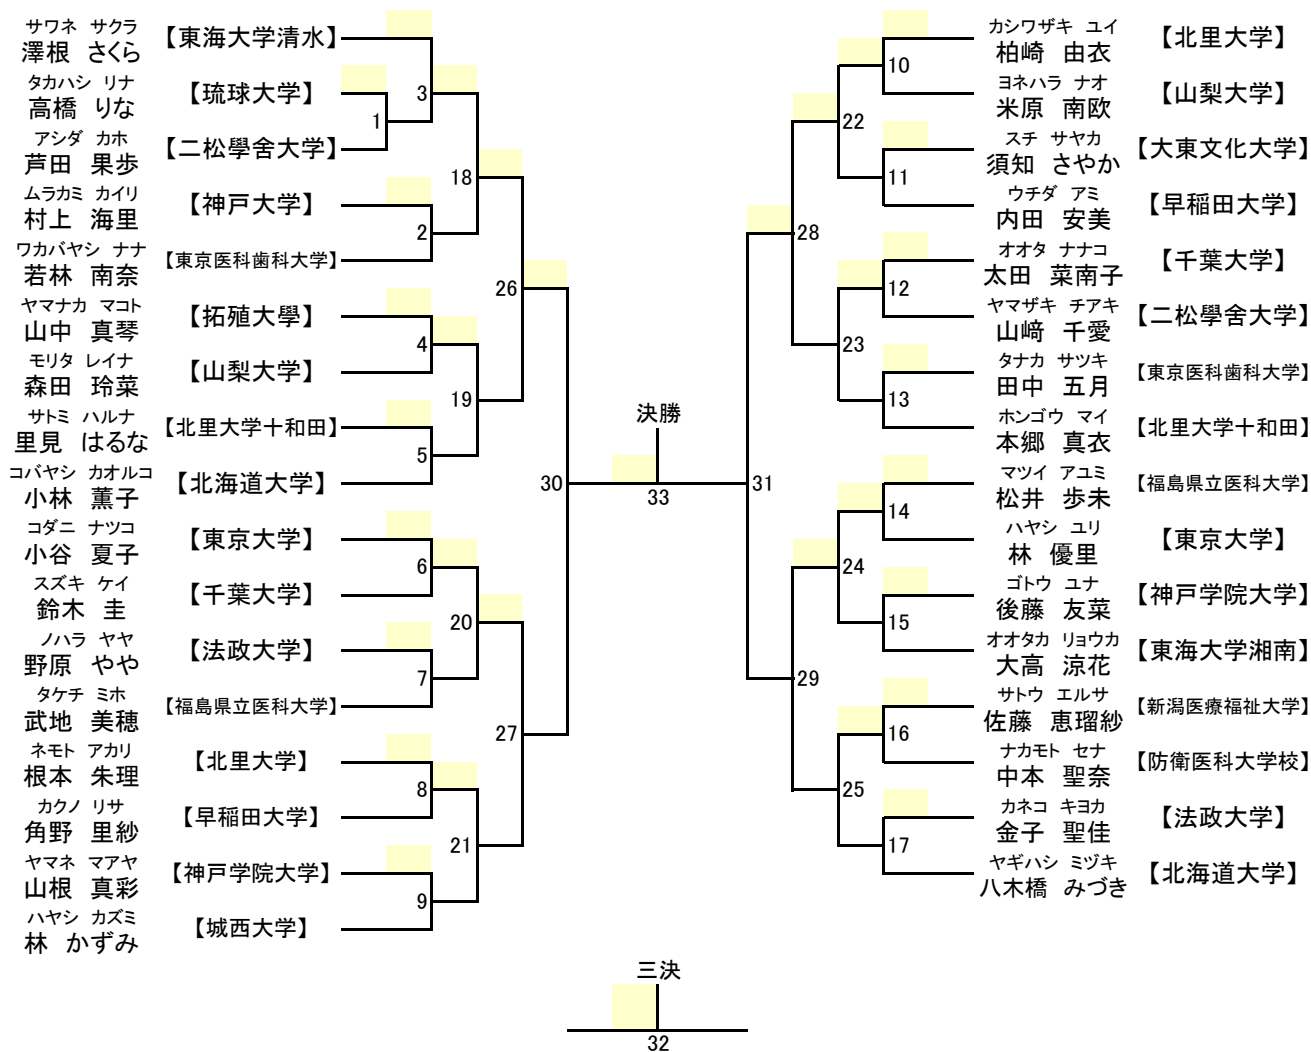 サワネ サクラ
澤根 さくら
【東海大学清水】
タカハシ リナ
高橋 りな
【琉球大学】
アシダ カホ
芦田 果歩
【二松學舎大学】
ムラカミ カイリ
村上 海里
【神戸大学】
ワカバヤシ ナナ
若林 南奈
【東京医科歯科大学】
ヤマナカ マコト
山中 真琴
【拓殖大學】
モリタ レイナ
森田 玲菜
【山梨大学】
サトミ ハルナ
里見 はるな
【北里大学十和田】
コバヤシ カオルコ
小林 薫子
【北海道大学】
コダニ ナツコ
小谷 夏子
【東京大学】
スズキ ケイ
鈴木 圭
【千葉大学】
ノハラ ヤヤ
野原 やや
【法政大学】
タケチ ミホ
武地 美穂
【福島県立医科大学】
ネモト アカリ
根本 朱理
【北里大学】
カクノ リサ
角野 里紗
【早稲田大学】
ヤマネ マアヤ
山根 真彩
【神戸学院大学】
ハヤシ カズミ
林 かずみ
【城西大学】
1
3
2
4
5
6
7
8
9
18
19
20
21
26
27
30
決勝
33
31
28
29
22
23
24
25
10
11
12
13
14
15
16
17
カシワザキ ユイ
柏崎 由衣
【北里大学】
ヨネハラ ナオ
米原 南欧
【山梨大学】
スチ サヤカ
須知 さやか
【大東文化大学】
ウチダ アミ
内田 安美
【早稲田大学】
オオタ ナナコ
太田 菜南子
【千葉大学】
ヤマザキ チアキ
山﨑 千愛
【二松學舎大学】
タナカ サツキ
田中 五月
【東京医科歯科大学】
ホンゴウ マイ
本郷 真衣
【北里大学十和田】
マツイ アユミ
松井 歩未
【福島県立医科大学】
ハヤシ ユリ
林 優里
【東京大学】
ゴトウ ユナ
後藤 友菜
【神戸学院大学】
オオタカ リョウカ
大高 涼花
【東海大学湘南】
サトウ エルサ
佐藤 恵瑠紗
【新潟医療福祉大学】
ナカモト セナ
中本 聖奈
【防衛医科大学校】
カネコ キヨカ
金子 聖佳
【法政大学】
ヤギハシ ミヅキ
八木橋 みづき
【北海道大学】
三決
32